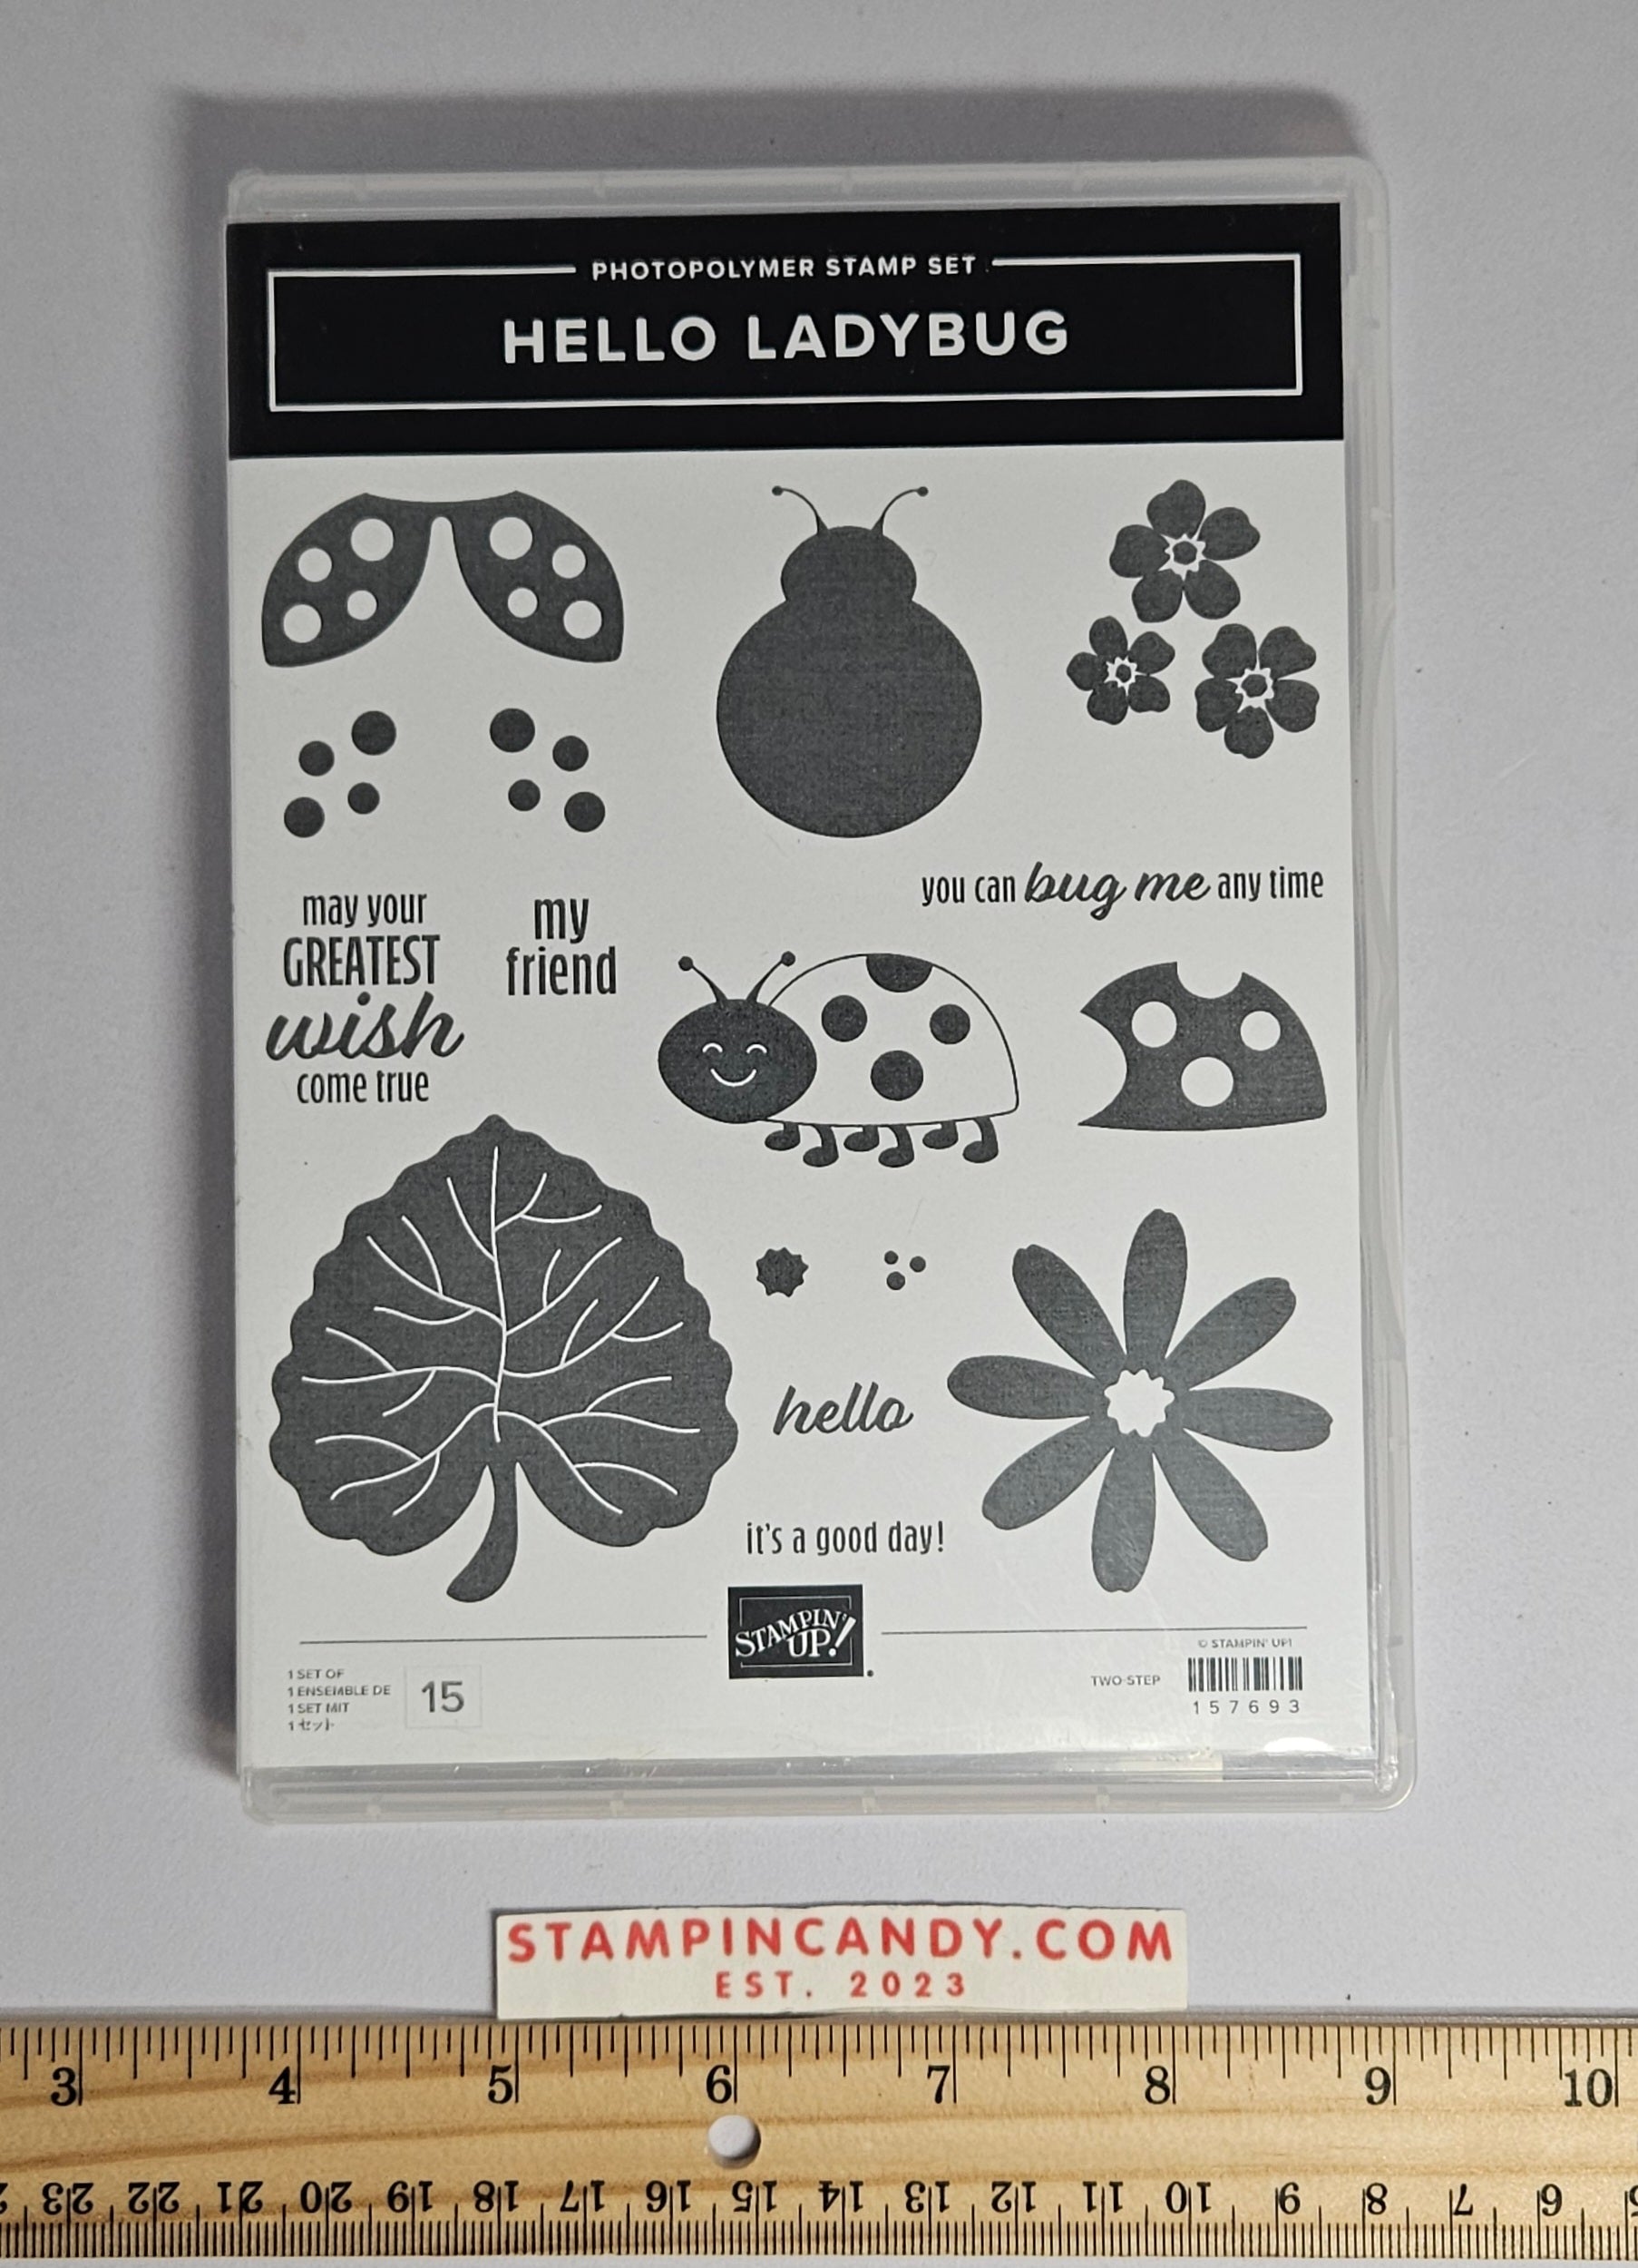 PHOTOPOLYMER STAMP SET
HELLO LADYBUG
you can bug me any time
may your
GREATEST
wish
come true
my
friend
hello
it's a good day!
STAMPIN'
UP!
© STAMPIN' UP!
1 SET OF
1 ENSEMBLE DE
1 SET MIT
1セット
15
TWO-STEP
157693
STAMPINCANDY.COM
EST. 2023
3 4 5 6 7 8 9 10
23 22 21 20 19 18 17 16 15 14 13 12 11 10 9 8 7 6